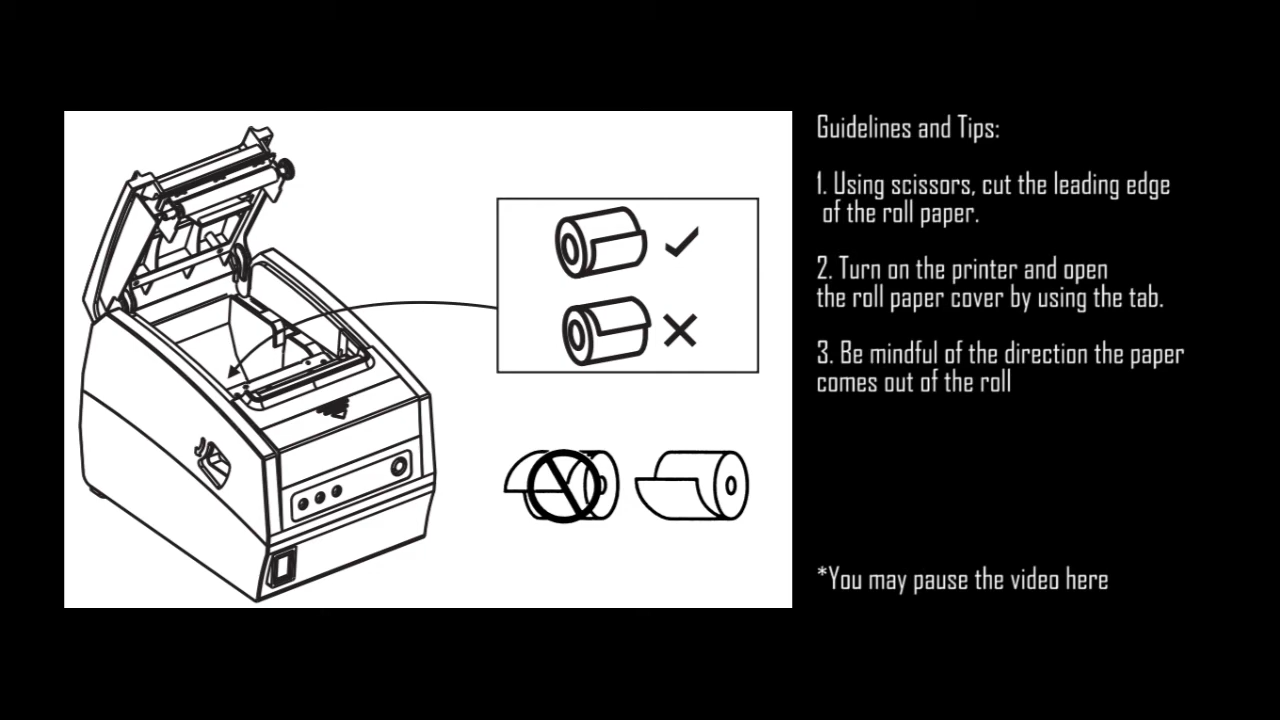 Guidelines and Tips:
1. Using scissors, cut the leading edge
of the roll paper.
2. Turn on the printer and open
the roll paper cover by using the tab.
3. Be mindful of the direction the paper
comes out of the roll
*You may pause the video here